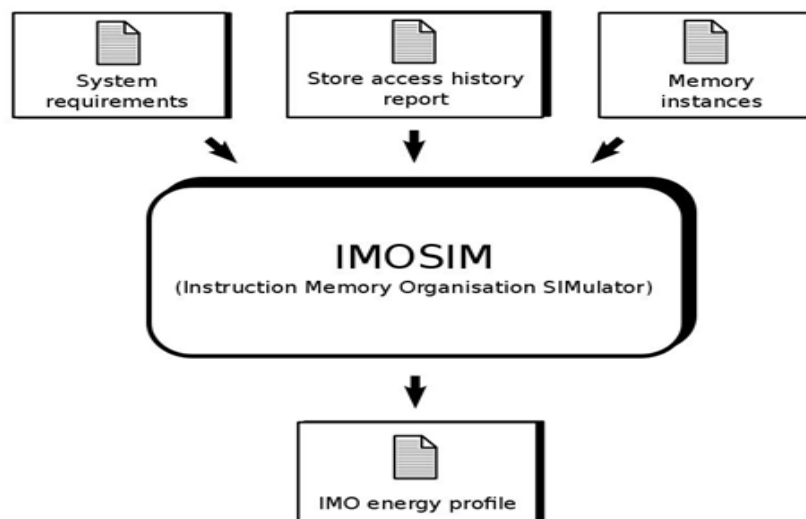 System
requirements
Store access history
report
Memory
instances
IMOSIM
(Instruction Memory Organisation SIMulator)
IMO energy profile